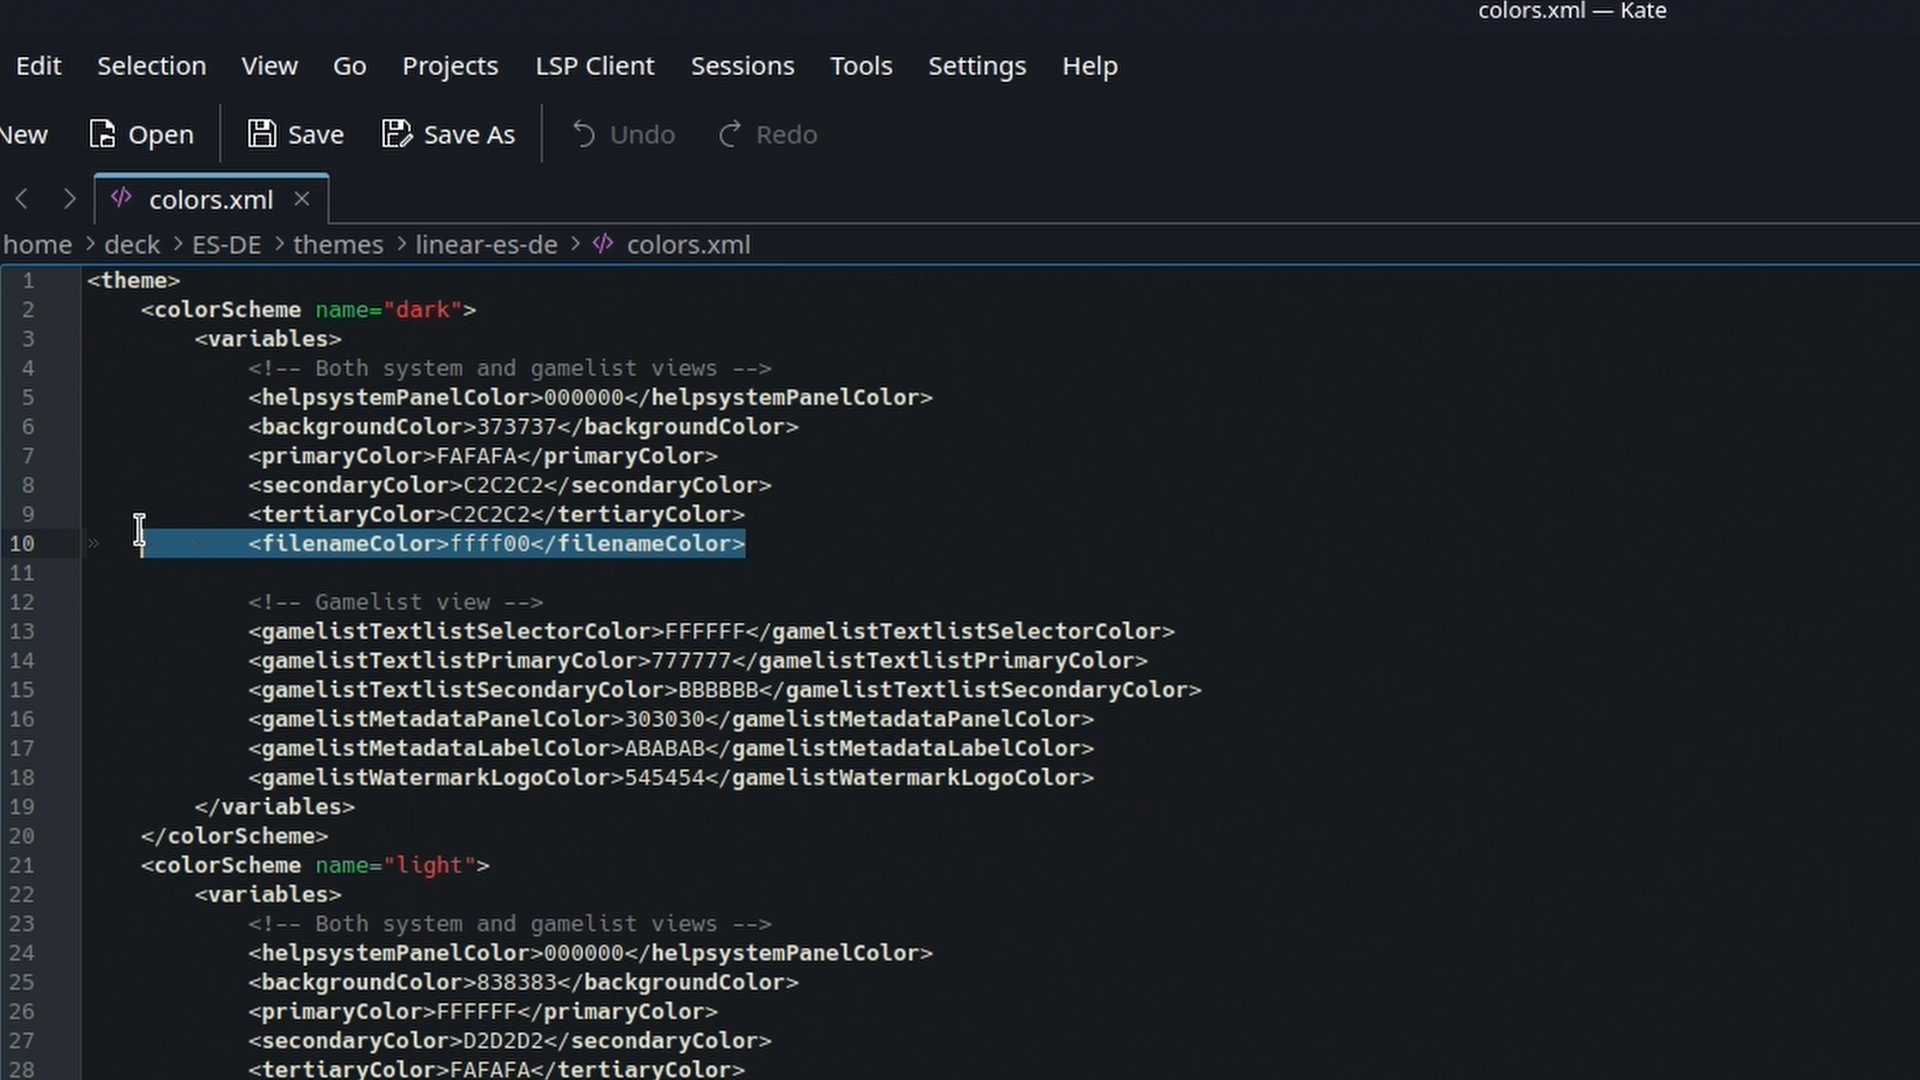 colors.xml — Kate
Edit Selection View Go Projects LSP Client Sessions Tools Settings Help
New Open Save Save As Undo Redo
colors.xml
home > deck > ES-DE > themes > linear-es-de > colors.xml
1 <theme>
2 <colorScheme name="dark">
3 <variables>
4 <!-- Both system and gamelist views -->
5 <helpsystemPanelColor>000000</helpsystemPanelColor>
6 <backgroundColor>373737</backgroundColor>
7 <primaryColor>FAFAFA</primaryColor>
8 <secondaryColor>C2C2C2</secondaryColor>
9 <tertiaryColor>C2C2C2</tertiaryColor>
10 <filenameColor>ffff00</filenameColor>
11
12 <!-- Gamelist view -->
13 <gamelistTextlistSelectorColor>FFFFFF</gamelistTextlistSelectorColor>
14 <gamelistTextlistPrimaryColor>777777</gamelistTextlistPrimaryColor>
15 <gamelistTextlistSecondaryColor>BBBBBB</gamelistTextlistSecondaryColor>
16 <gamelistMetadataPanelColor>303030</gamelistMetadataPanelColor>
17 <gamelistMetadataLabelColor>ABABAB</gamelistMetadataLabelColor>
18 <gamelistWatermarkLogoColor>545454</gamelistWatermarkLogoColor>
19 </variables>
20 </colorScheme>
21 <colorScheme name="light">
22 <variables>
23 <!-- Both system and gamelist views -->
24 <helpsystemPanelColor>000000</helpsystemPanelColor>
25 <backgroundColor>838383</backgroundColor>
26 <primaryColor>FFFFFF</primaryColor>
27 <secondaryColor>D2D2D2</secondaryColor>
28 <tertiaryColor>FAFAFA</tertiaryColor>